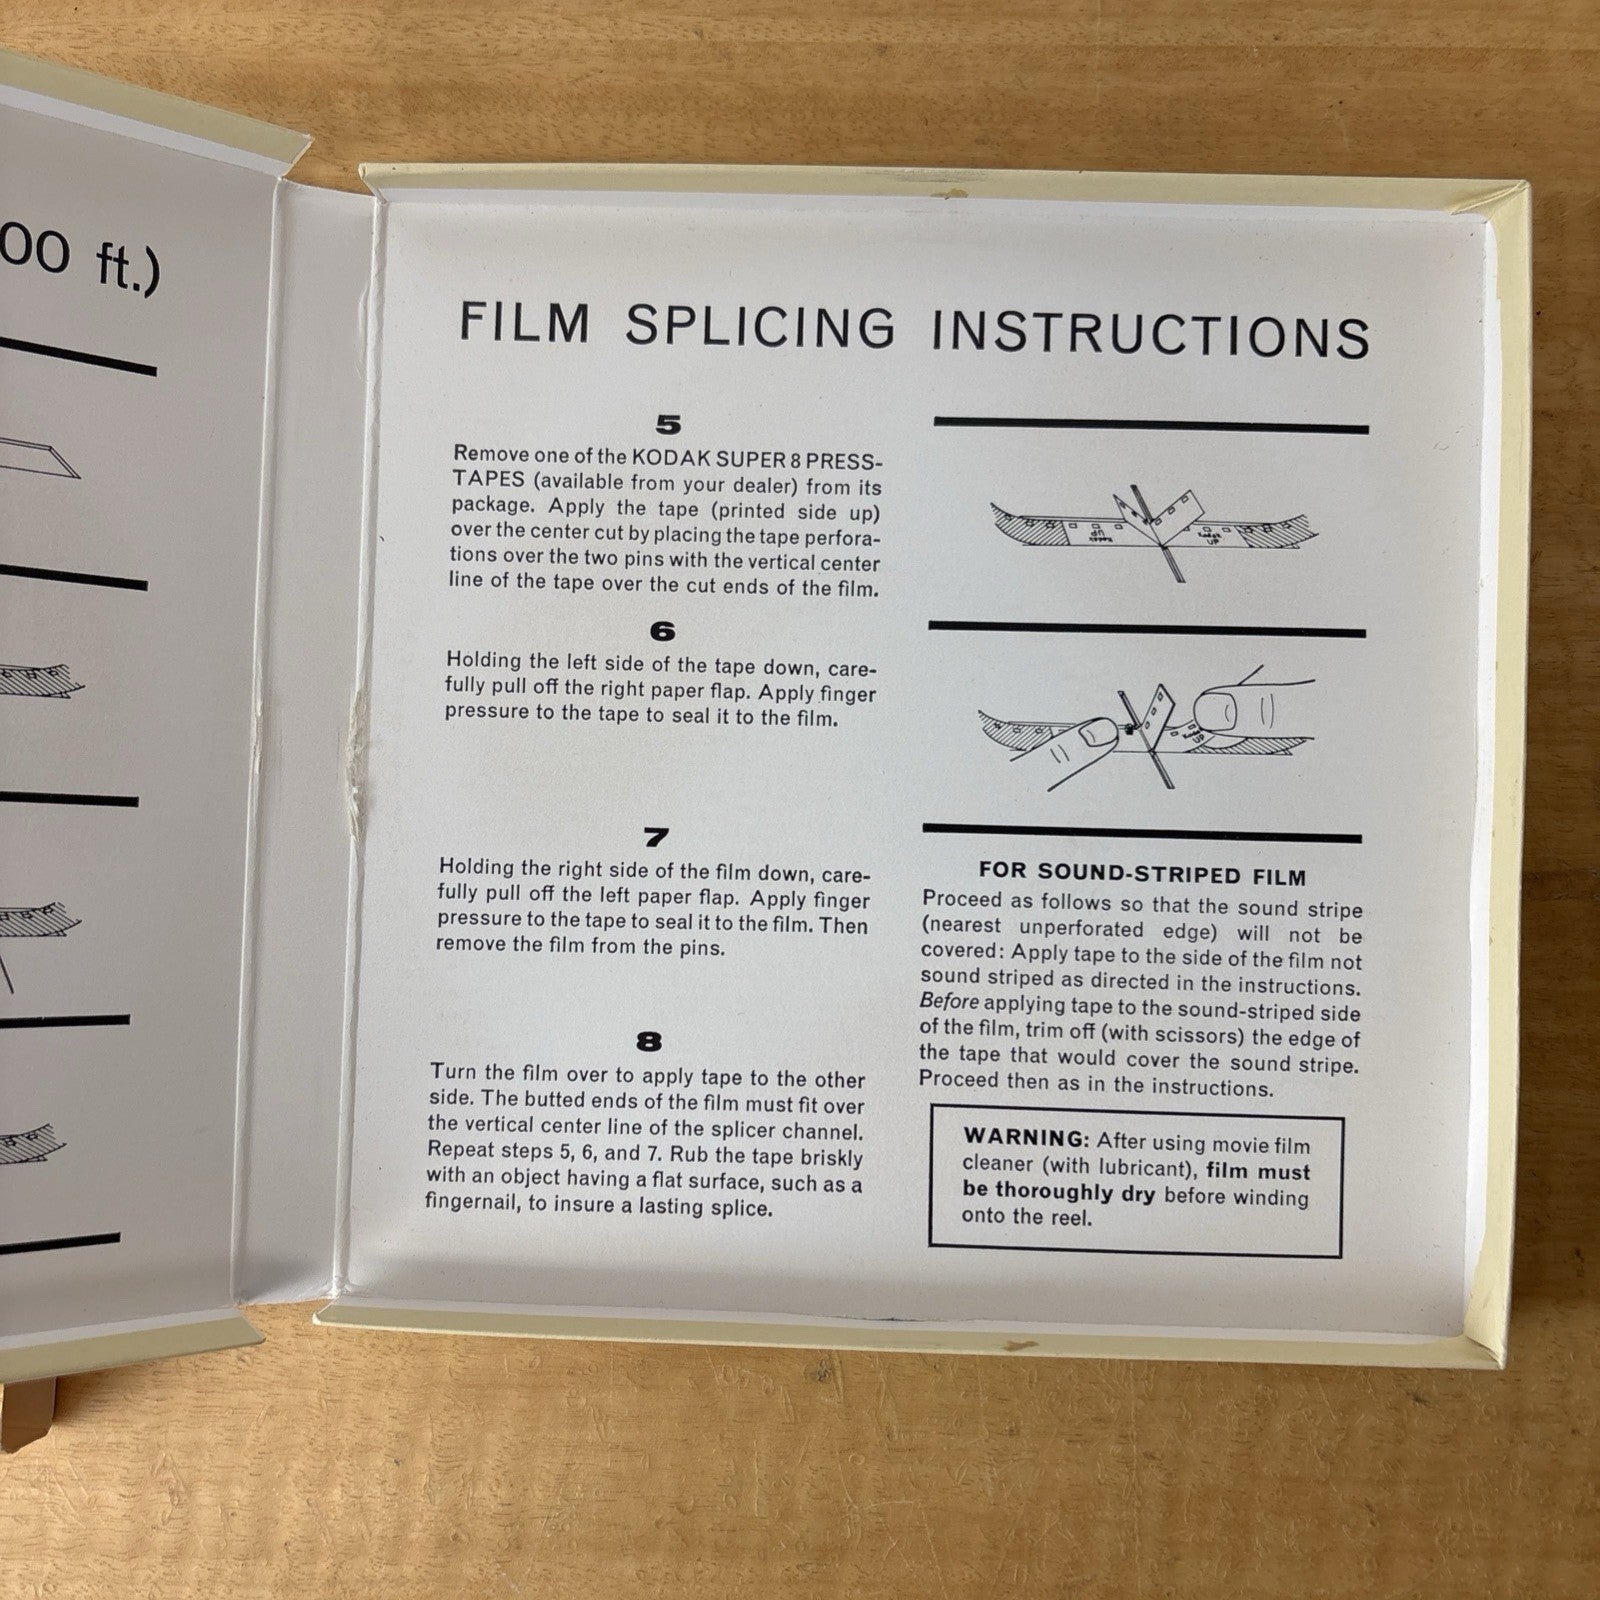 00 ft.)
FILM SPLICING INSTRUCTIONS
5
Remove one of the KODAK SUPER 8 PRESS-
TAPES (available from your dealer) from its
package. Apply the tape (printed side up)
over the center cut by placing the tape perfora-
tions over the two pins with the vertical center
line of the tape over the cut ends of the film.
6
Holding the left side of the tape down, care-
fully pull off the right paper flap. Apply finger
pressure to the tape to seal it to the film.
7
Holding the right side of the film down, care-
fully pull off the left paper flap. Apply finger
pressure to the tape to seal it to the film. Then
remove the film from the pins.
8
Turn the film over to apply tape to the other
side. The butted ends of the film must fit over
the vertical center line of the splicer channel.
Repeat steps 5, 6, and 7. Rub the tape briskly
with an object having a flat surface, such as a
fingernail, to insure a lasting splice.
Kodak
UP
Kodak
UP
Kodak
UP
FOR SOUND-STRIPED FILM
Proceed as follows so that the sound stripe
(nearest unperforated edge) will not be
covered: Apply tape to the side of the film not
sound striped as directed in the instructions.
Before applying tape to the sound-striped side
of the film, trim off (with scissors) the edge of
the tape that would cover the sound stripe.
Proceed then as in the instructions.
WARNING: After using movie film
cleaner (with lubricant), film must
be thoroughly dry before winding
onto the reel.